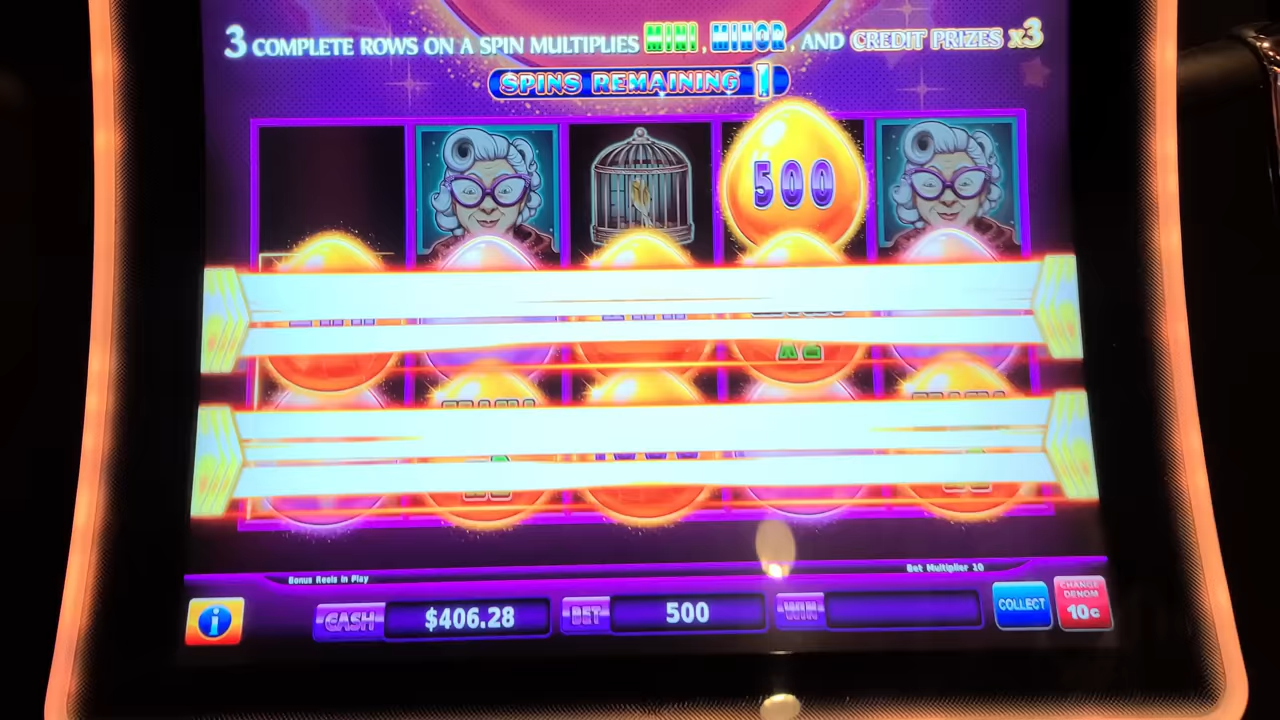 3 COMPLETE ROWS ON A SPIN MULTIPLIES MINI, MINOR, AND CREDIT PRIZES x3
SPINS REMAINING 1
500
Bonus Reels in Play
Bet Multiplier 10
CASH $406.28 BET 500 WIN
COLLECT
CHANGE DENOM 10¢